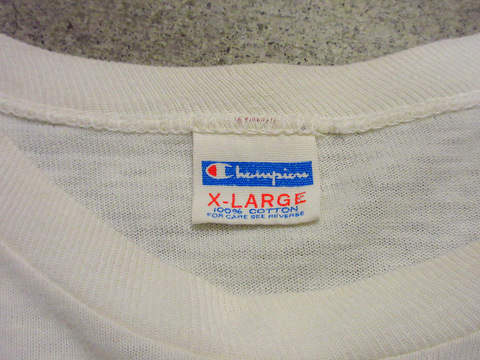 Champion
X-LARGE
100% COTTON
FOR CARE SEE REVERSE